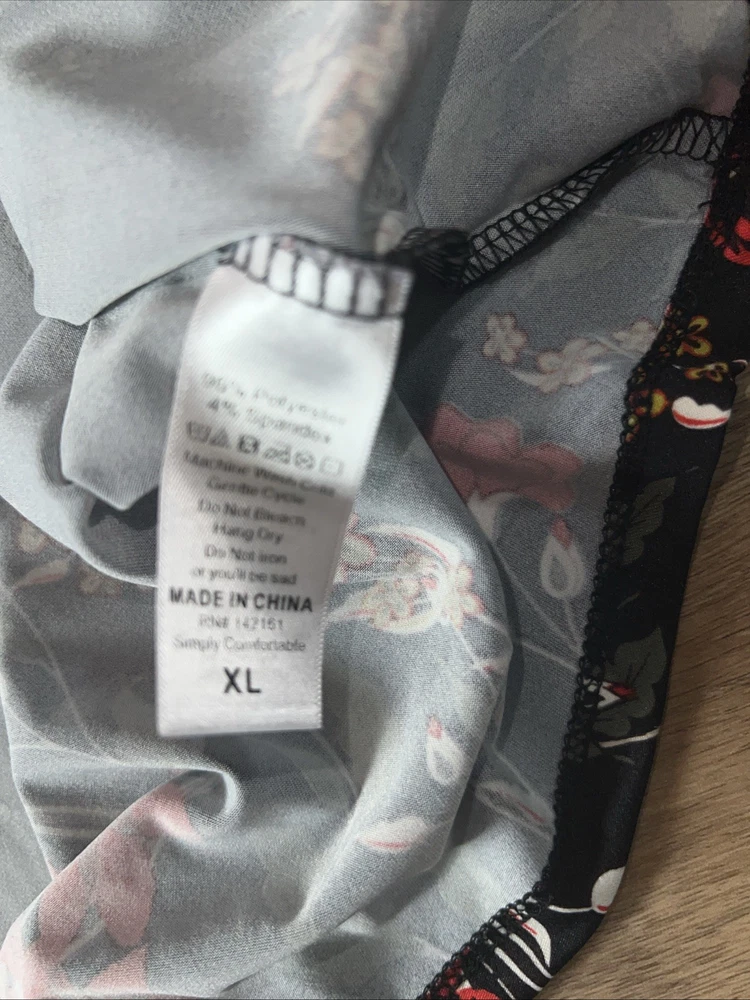 96% Polyester
4% Spandex
Machine Wash Cold
Gentle Cycle
Do Not Bleach
Hang Dry
Do Not Iron
or you'll be sad
MADE IN CHINA
RN# 142161
Simply Comfortable
XL